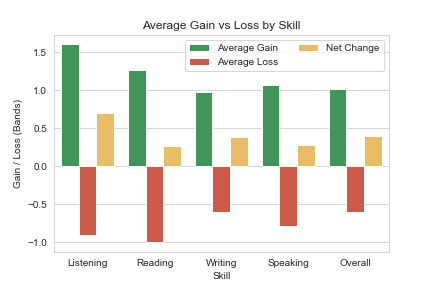 Average Gain vs Loss by Skill
Average Gain
Average Loss
Net Change
Gain / Loss (Bands)
1.5
1.0
0.5
0.0
−0.5
−1.0
Listening Reading Writing Speaking Overall
Skill